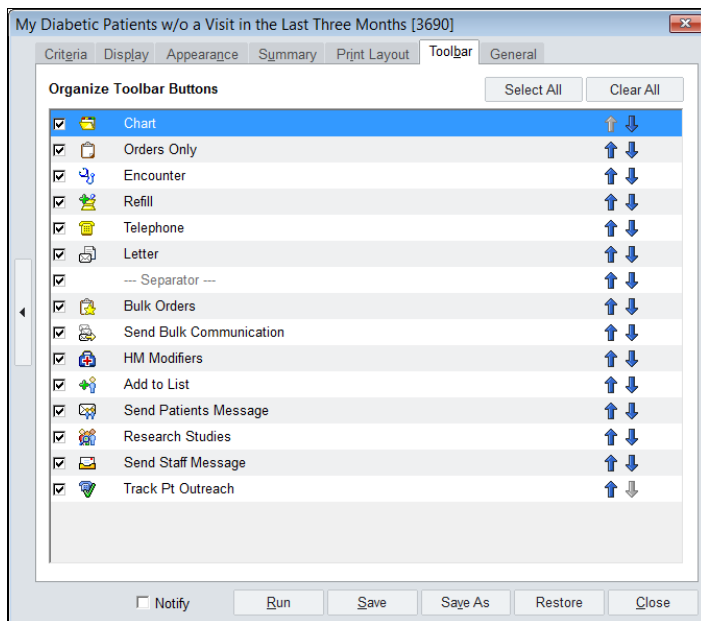 My Diabetic Patients w/o a Visit in the Last Three Months [3690]
Criteria Display Appearance Summary Print Layout Toolbar General
Organize Toolbar Buttons Select All Clear All
Chart
Orders Only
Encounter
Refill
Telephone
Letter
--- Separator ---
Bulk Orders
Send Bulk Communication
HM Modifiers
Add to List
Send Patients Message
Research Studies
Send Staff Message
Track Pt Outreach
Notify Run Save Save As Restore Close